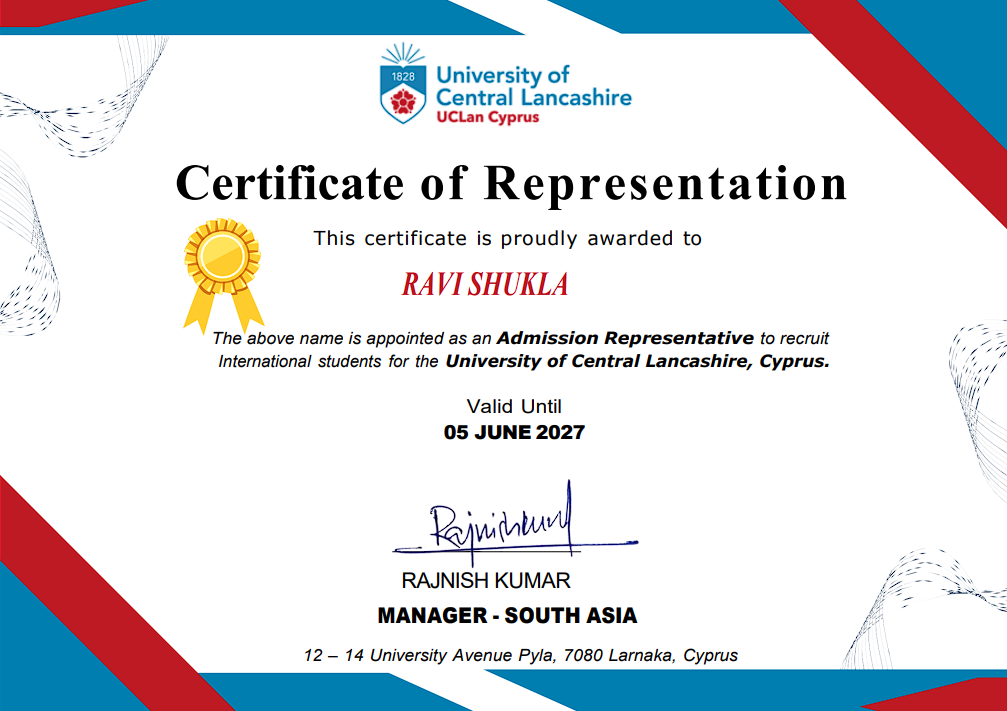 1828
University of
Central Lancashire
UCLan Cyprus
Certificate of Representation
This certificate is proudly awarded to
RAVI SHUKLA
The above name is appointed as an Admission Representative to recruit
International students for the University of Central Lancashire, Cyprus.
Valid Until
05 JUNE 2027
Rajnish Kumar
RAJNISH KUMAR
MANAGER - SOUTH ASIA
12 – 14 University Avenue Pyla, 7080 Larnaka, Cyprus